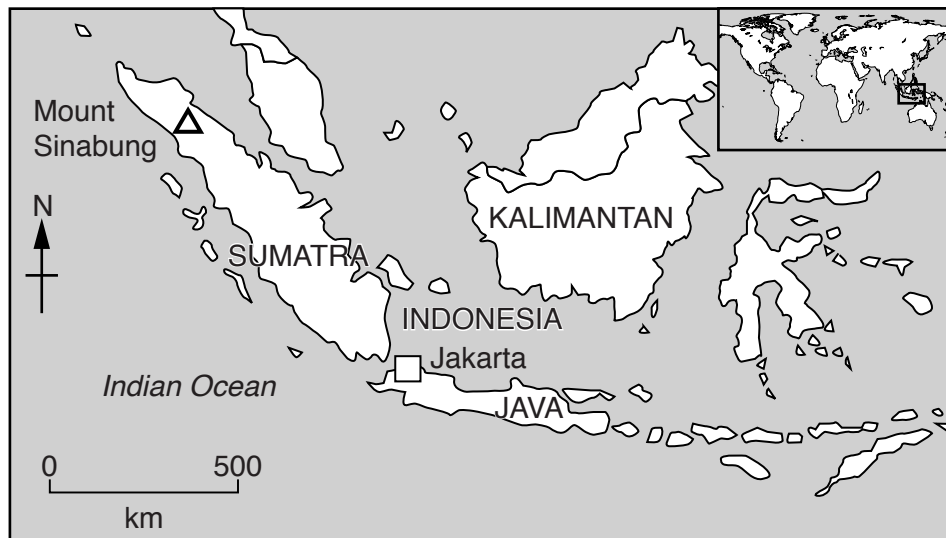 Mount
Sinabung
N
KALIMANTAN
SUMATRA
INDONESIA
Jakarta
Indian Ocean
JAVA
0 500
km